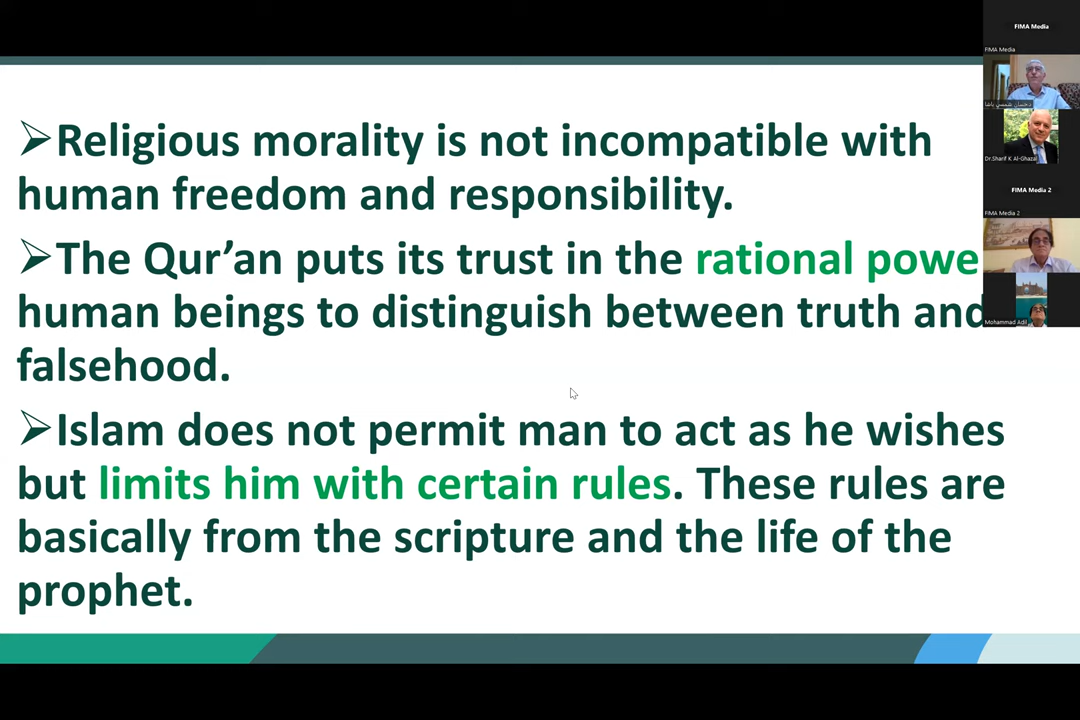 ➢Religious morality is not incompatible with
human freedom and responsibility.
➢The Qur’an puts its trust in the rational powe
human beings to distinguish between truth and
falsehood.
➢Islam does not permit man to act as he wishes
but limits him with certain rules. These rules are
basically from the scripture and the life of the
prophet.
FIMA Media
FIMA Media
د.حسان شمسي باشا
Dr.Sharif K Al-Ghazal
FIMA Media 2
FIMA Media 2
Mohammad Adil